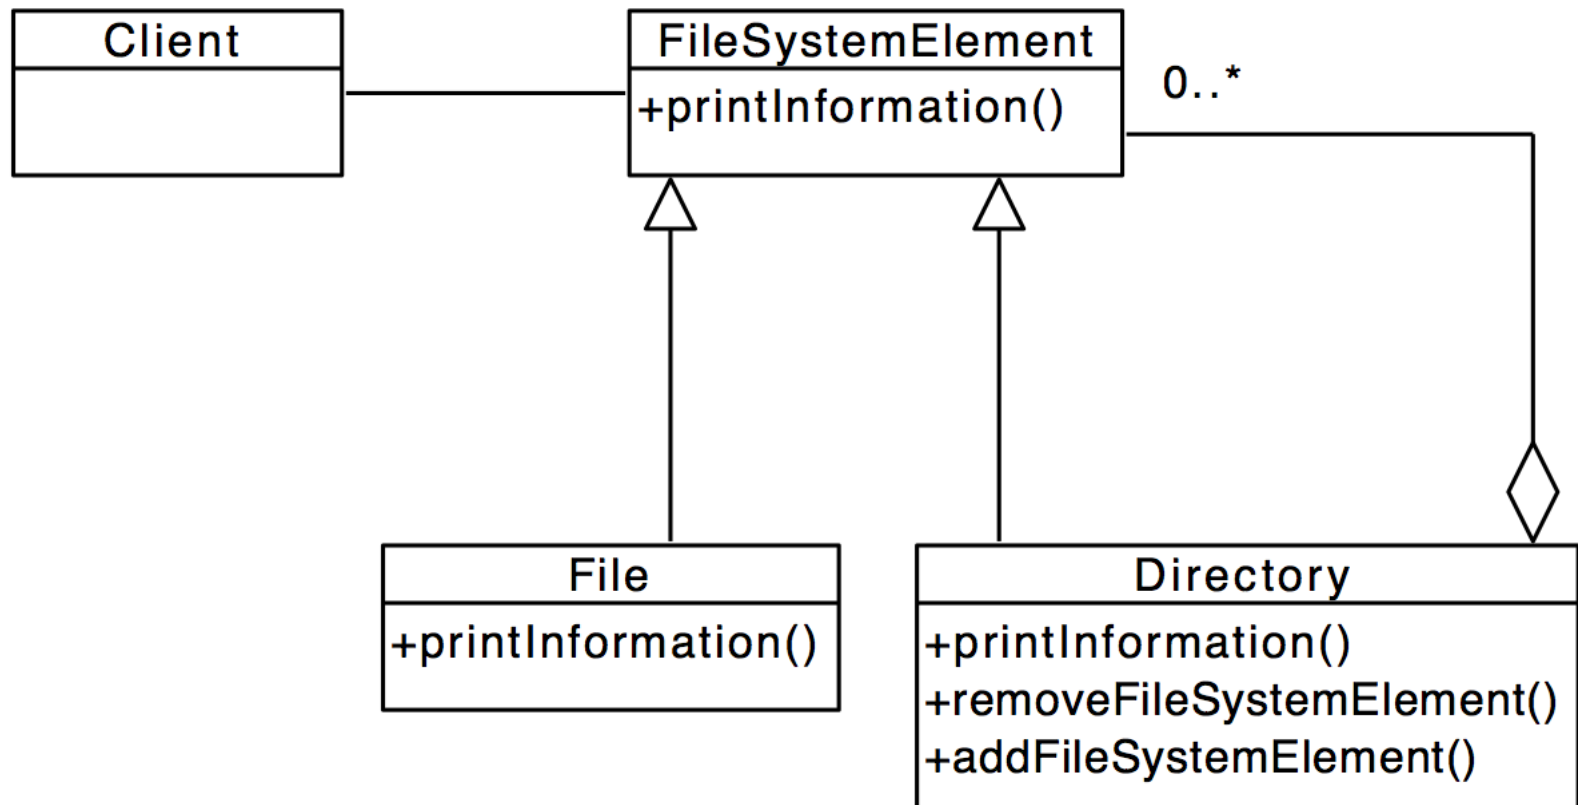 Client
FileSystemElement
+printInformation()
0..*
File
+printInformation()
Directory
+printInformation()
+removeFileSystemElement()
+addFileSystemElement()